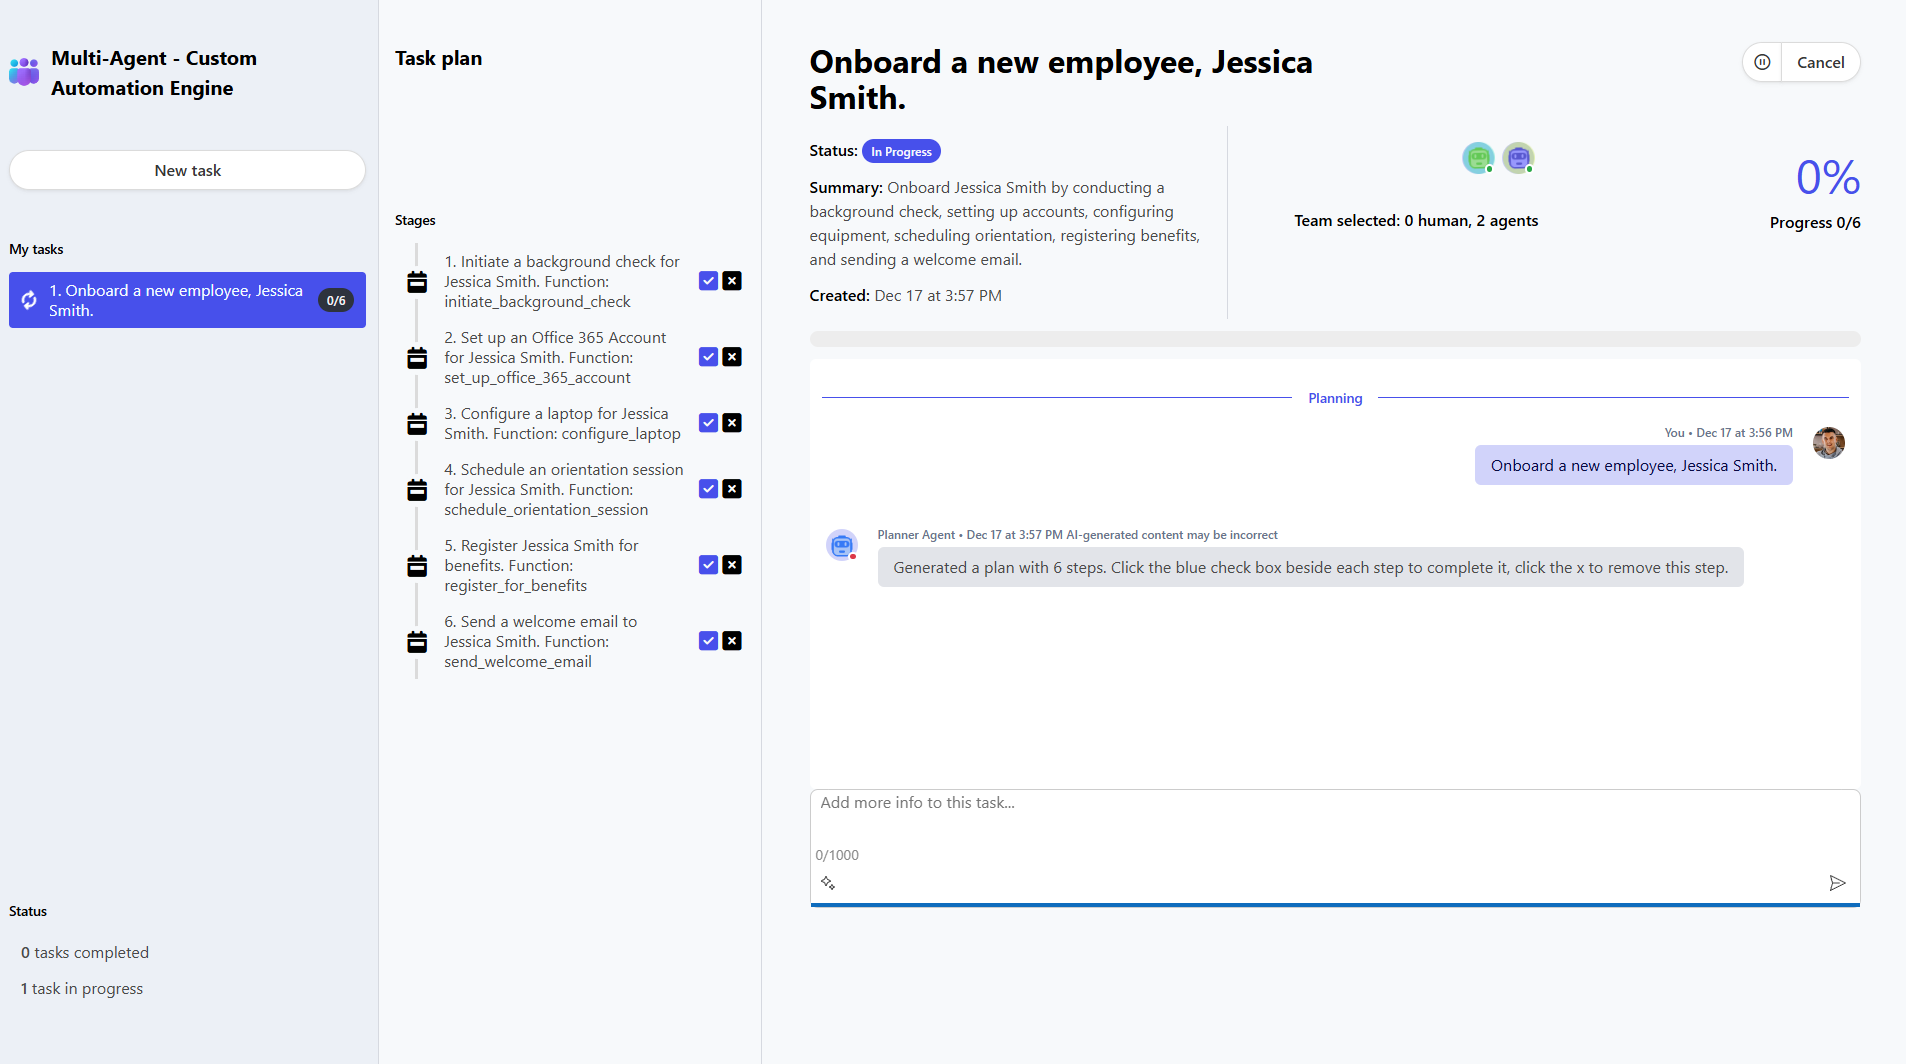 Multi-Agent - Custom
Automation Engine
New task
My tasks
1. Onboard a new employee, Jessica
Smith.
0/6
Status
0 tasks completed
1 task in progress
Task plan
Stages
1. Initiate a background check for
Jessica Smith. Function:
initiate_background_check
2. Set up an Office 365 Account
for Jessica Smith. Function:
set_up_office_365_account
3. Configure a laptop for Jessica
Smith. Function: configure_laptop
4. Schedule an orientation session
for Jessica Smith. Function:
schedule_orientation_session
5. Register Jessica Smith for
benefits. Function:
register_for_benefits
6. Send a welcome email to
Jessica Smith. Function:
send_welcome_email
Onboard a new employee, Jessica
Smith.
Cancel
Status: In Progress
Summary: Onboard Jessica Smith by conducting a
background check, setting up accounts, configuring
equipment, scheduling orientation, registering benefits,
and sending a welcome email.
Created: Dec 17 at 3:57 PM
Team selected: 0 human, 2 agents
0%
Progress 0/6
Planning
You • Dec 17 at 3:56 PM
Onboard a new employee, Jessica Smith.
Planner Agent • Dec 17 at 3:57 PM AI-generated content may be incorrect
Generated a plan with 6 steps. Click the blue check box beside each step to complete it, click the x to remove this step.
Add more info to this task...
0/1000